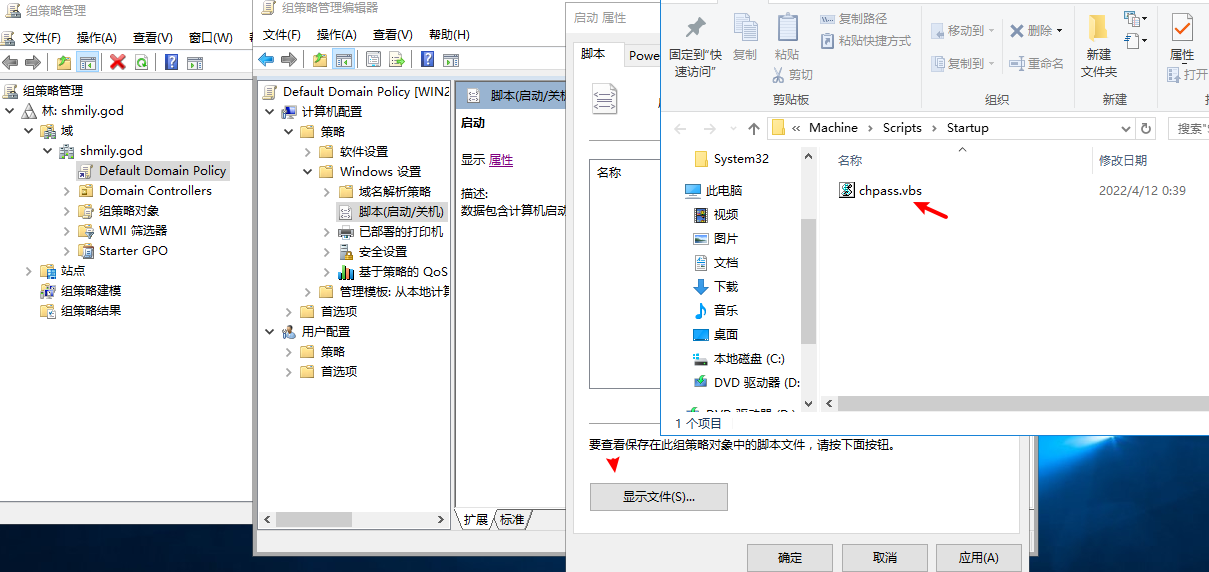 组策略管理
文件(F) 操作(A) 查看(V) 窗口(W)
组策略管理
林: shmily.god
域
shmily.god
Default Domain Policy
Domain Controllers
组策略对象
WMI 筛选器
Starter GPO
站点
组策略建模
组策略结果
组策略管理编辑器
文件(F) 操作(A) 查看(V) 帮助(H)
Default Domain Policy [WIN2
计算机配置
策略
软件设置
Windows 设置
域名解析策略
脚本(启动/关机)
已部署的打印机
安全设置
基于策略的 QoS
管理模板: 从本地计算
首选项
用户配置
策略
首选项
脚本(启动/关机
启动
显示 属性
描述:
数据包含计算机启动
扩展 标准
启动 属性
脚本 Power
名称
要查看保存在此组策略对象中的脚本文件，请按下面按钮。
显示文件(S)...
确定 取消 应用(A)
固定到“快
速访问”
复制
粘贴
复制路径
粘贴快捷方式
剪切
剪贴板
移动到
复制到
删除
重命名
组织
新建
文件夹
新建
属性
打开
« Machine › Scripts › Startup
搜索"S
System32
此电脑
视频
图片
文档
下载
音乐
桌面
本地磁盘 (C:)
DVD 驱动器 (D:
名称 修改日期
chpass.vbs 2022/4/12 0:39
1 个项目